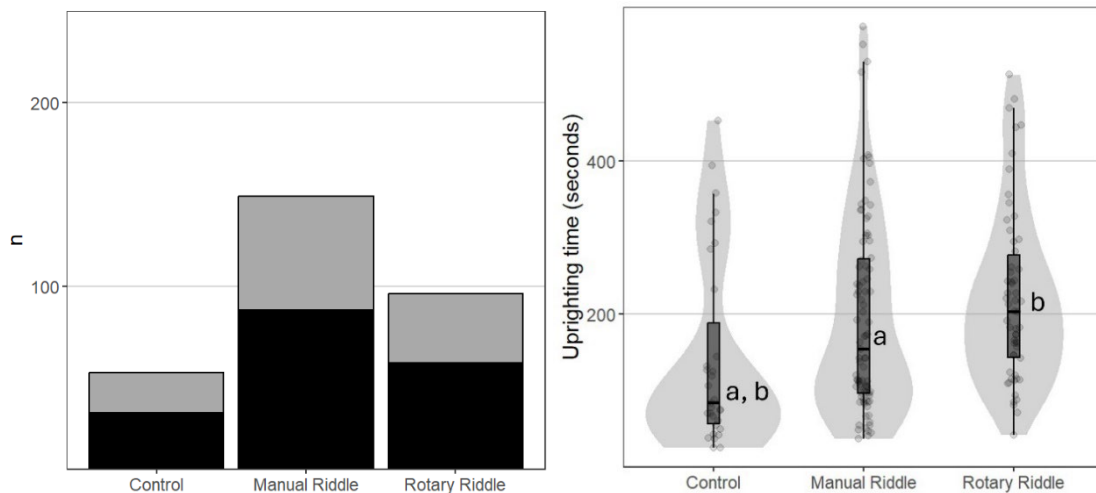 n
200
100
Control
Manual Riddle
Rotary Riddle
Uprighting time (seconds)
400
200
a, b
a
b
Control
Manual Riddle
Rotary Riddle